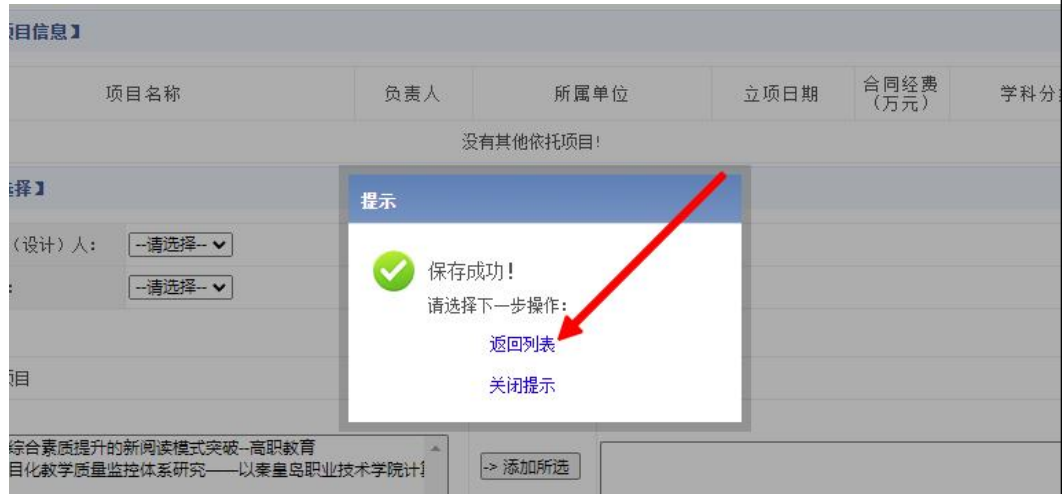 项目信息】
项目名称 负责人 所属单位 立项日期 合同经费（万元） 学科分
没有其他依托项目!
选择】
提示
（设计）人： --请选择--
保存成功!
： --请选择--
请选择下一步操作：
返回列表
项目
关闭提示
综合素质提升的新阅读模式突破--高职教育
目化教学质量监控体系研究——以秦皇岛职业技术学院计
-> 添加所选